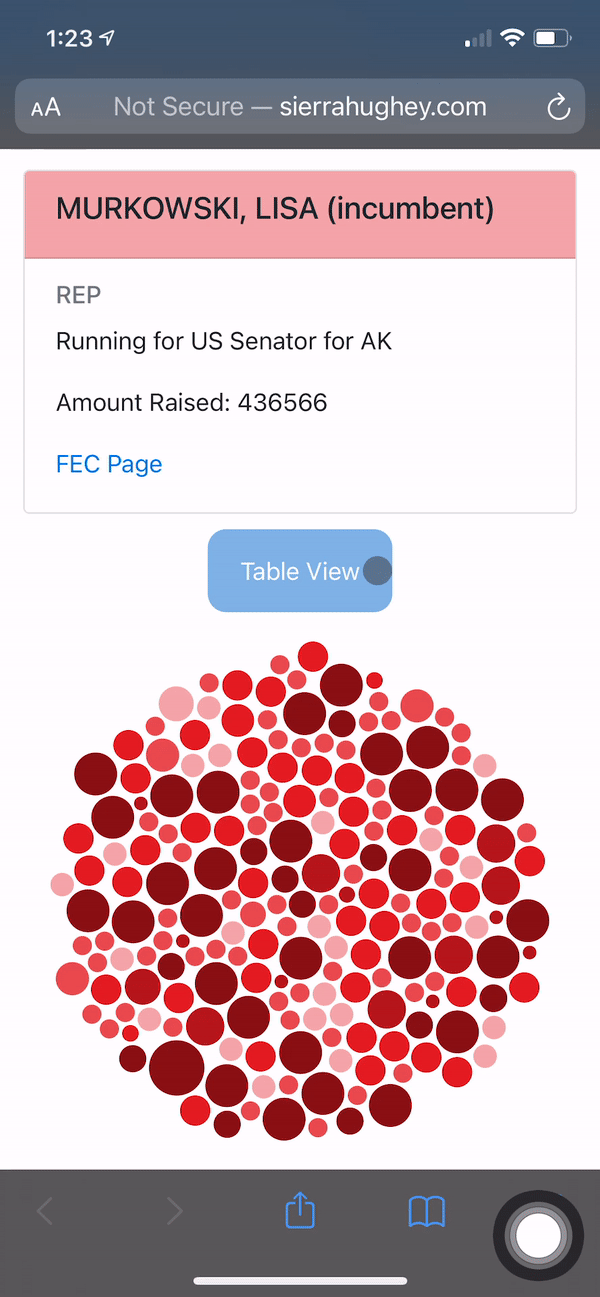 1:23
AA Not Secure — sierrahughey.com
MURKOWSKI, LISA (incumbent)
REP
Running for US Senator for AK
Amount Raised: 436566
FEC Page
Table View